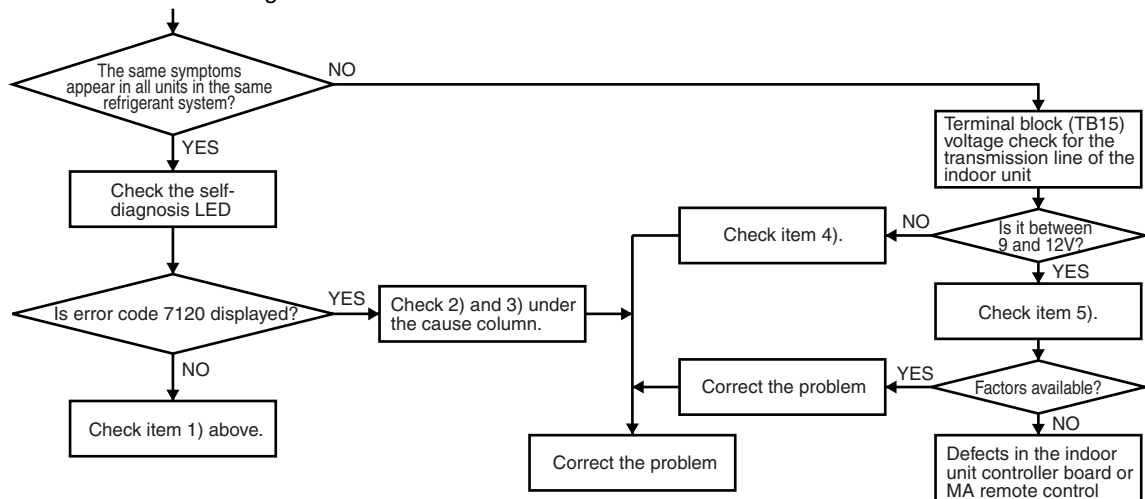 The same symptoms
appear in all units in the same
refrigerant system?
NO
YES
Terminal block (TB15)
voltage check for the
transmission line of the
indoor unit
Check the self-
diagnosis LED
Is it between
9 and 12V?
NO
Check item 4).
YES
Is error code 7120 displayed?
YES
Check 2) and 3) under
the cause column.
Check item 5).
NO
Factors available?
YES
Correct the problem
NO
Check item 1) above.
Correct the problem
Defects in the indoor
unit controller board or
MA remote control